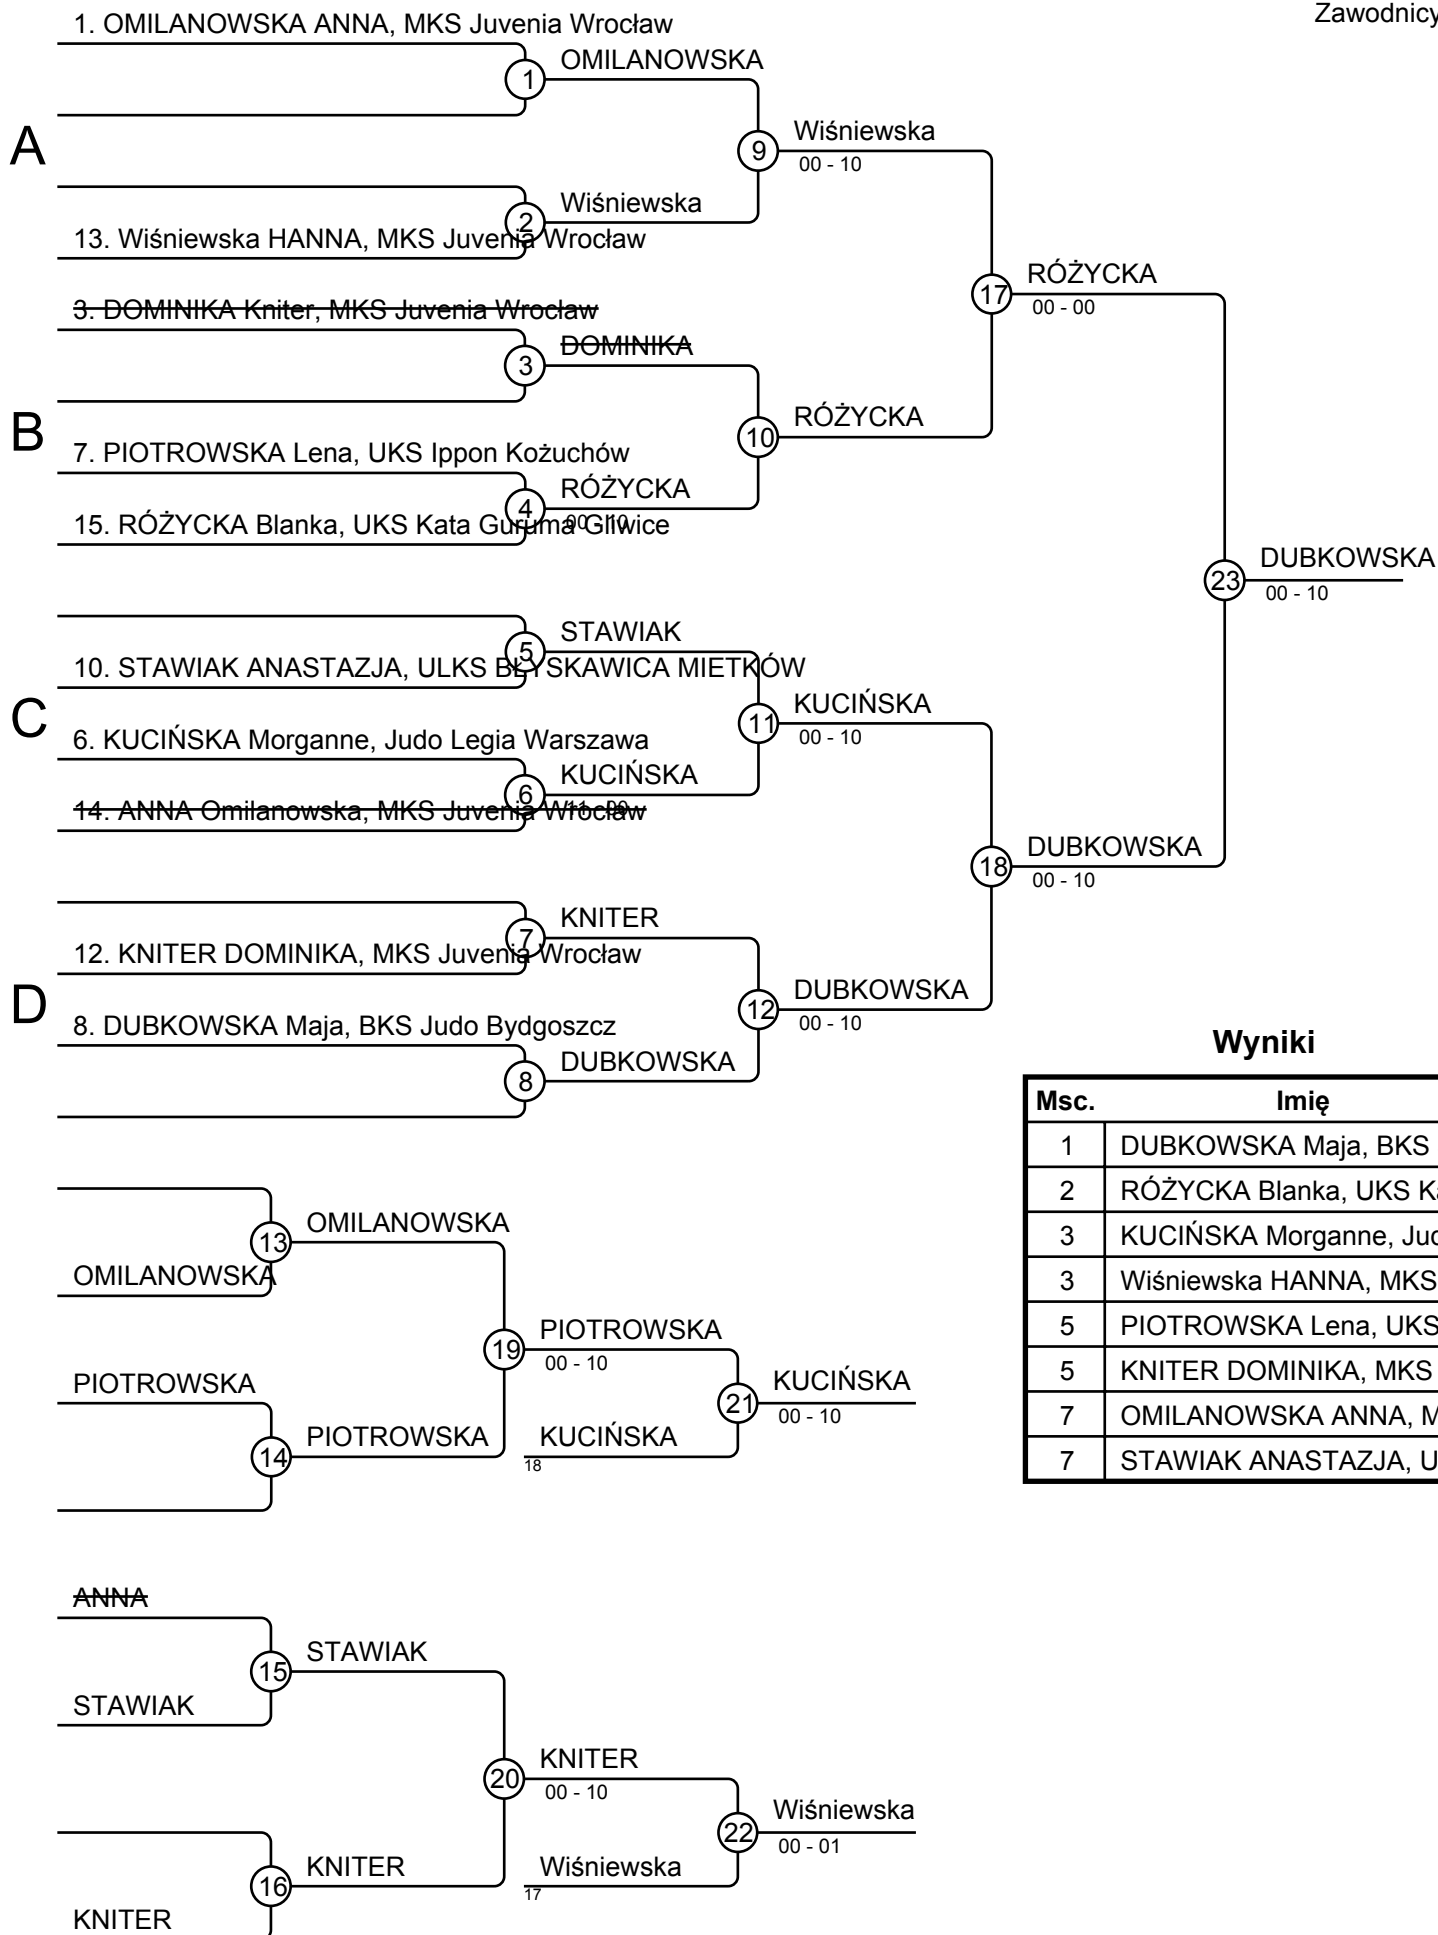 Zawodnicy
1. OMILANOWSKA ANNA, MKS Juvenia Wrocław
OMILANOWSKA
1
A
Wiśniewska
9
00 - 10
Wiśniewska
2
13. Wiśniewska HANNA, MKS Juvenia Wrocław
RÓŻYCKA
17
00 - 00
3. DOMINIKA Kniter, MKS Juvenia Wrocław
DOMINIKA
3
B
RÓŻYCKA
10
7. PIOTROWSKA Lena, UKS Ippon Kożuchów
RÓŻYCKA
4
00 - 10
15. RÓŻYCKA Blanka, UKS Kata Guruma Gliwice
DUBKOWSKA
23
00 - 10
STAWIAK
5
10. STAWIAK ANASTAZJA, ULKS BŁYSKAWICA MIETKÓW
C
KUCIŃSKA
11
00 - 10
6. KUCIŃSKA Morganne, Judo Legia Warszawa
KUCIŃSKA
6
14. ANNA Omilanowska, MKS Juvenia Wrocław
DUBKOWSKA
18
00 - 10
KNITER
7
12. KNITER DOMINIKA, MKS Juvenia Wrocław
D
DUBKOWSKA
12
00 - 10
8. DUBKOWSKA Maja, BKS Judo Bydgoszcz
DUBKOWSKA
8
Wyniki
Msc. Imię
1 DUBKOWSKA Maja, BKS
2 RÓŻYCKA Blanka, UKS Ka
3 KUCIŃSKA Morganne, Jud
3 Wiśniewska HANNA, MKS
5 PIOTROWSKA Lena, UKS
5 KNITER DOMINIKA, MKS
7 OMILANOWSKA ANNA, M
7 STAWIAK ANASTAZJA, U
OMILANOWSKA
13
OMILANOWSKA
PIOTROWSKA
19
00 - 10
PIOTROWSKA
KUCIŃSKA
21
00 - 10
PIOTROWSKA
14
KUCIŃSKA
18
ANNA
STAWIAK
15
STAWIAK
KNITER
20
00 - 10
Wiśniewska
22
00 - 01
KNITER
16
Wiśniewska
17
KNITER